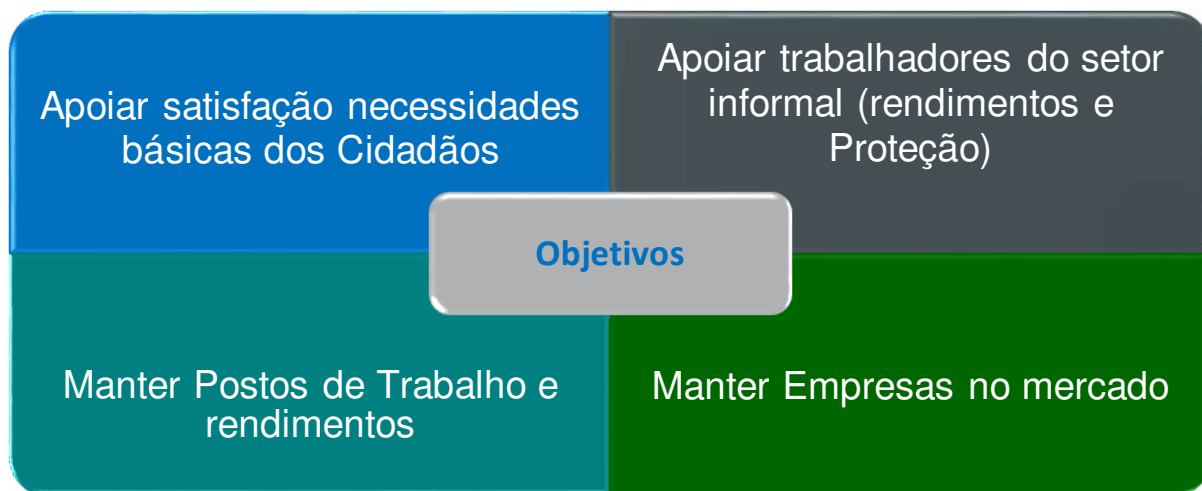 Apoiar satisfação necessidades
básicas dos Cidadãos
Apoiar trabalhadores do setor
informal (rendimentos e
Proteção)
Objetivos
Manter Postos de Trabalho e
rendimentos
Manter Empresas no mercado